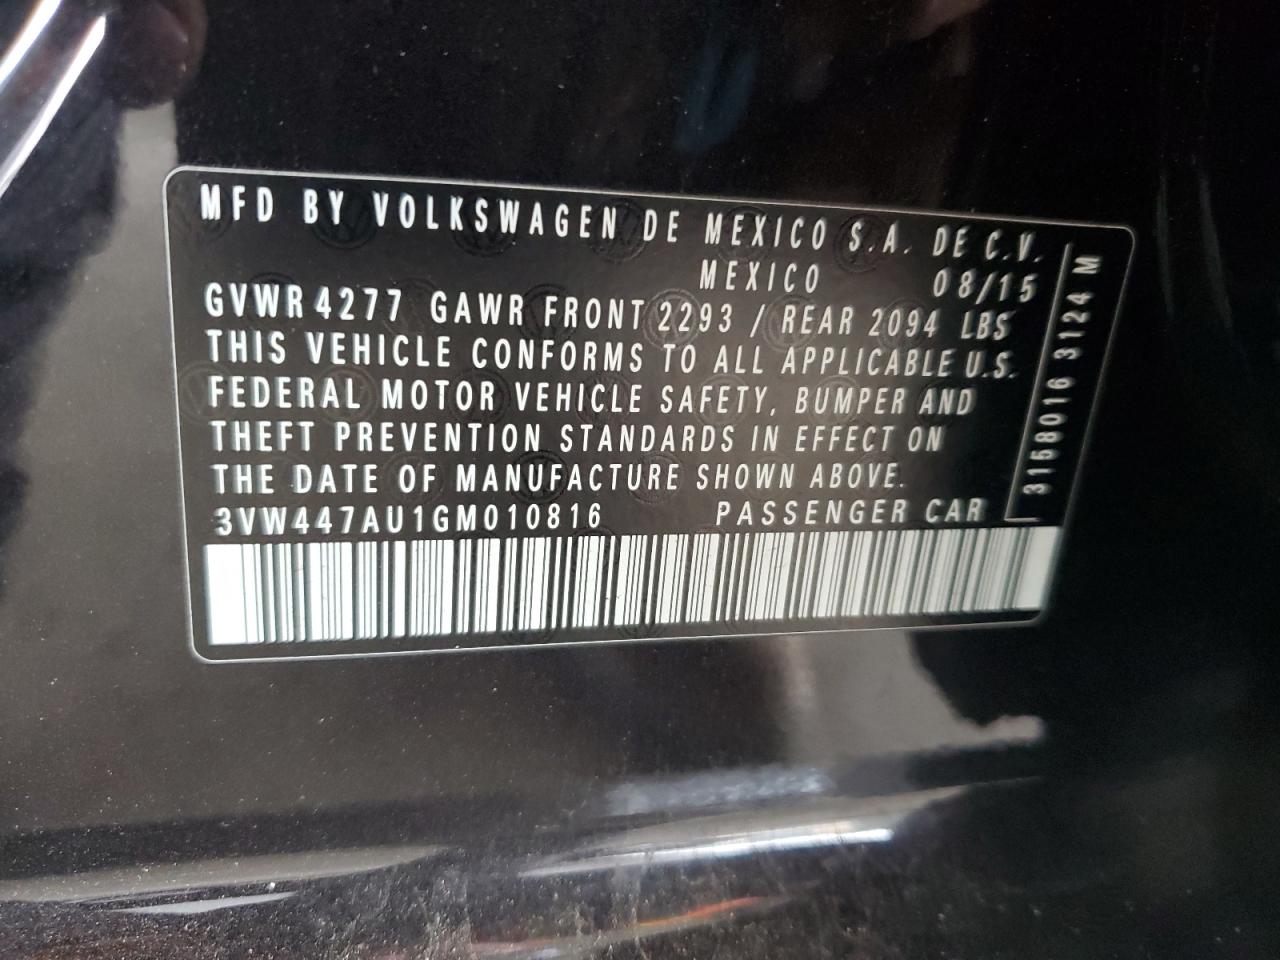 MFD BY VOLKSWAGEN DE MEXICO S.A. DE C.V.
MEXICO 08/15
GVWR 4277 GAWR FRONT 2293 / REAR 2094 LBS
THIS VEHICLE CONFORMS TO ALL APPLICABLE U.S.
FEDERAL MOTOR VEHICLE SAFETY, BUMPER AND
THEFT PREVENTION STANDARDS IN EFFECT ON
THE DATE OF MANUFACTURE SHOWN ABOVE.
3VW447AU1GM010816 PASSENGER CAR
3158016 3124 M